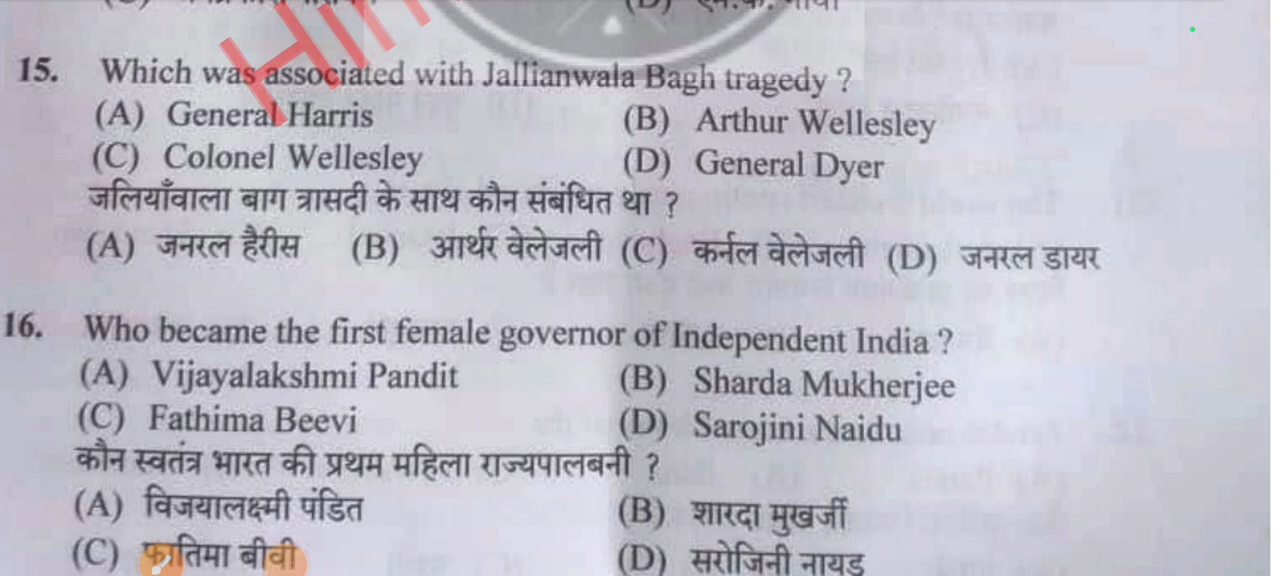 15. Which was associated with Jallianwala Bagh tragedy ?
(A) General Harris (B) Arthur Wellesley
(C) Colonel Wellesley (D) General Dyer
जलियाँवाला बाग त्रासदी के साथ कौन संबंधित था ?
(A) जनरल हैरीस (B) आर्थर वेलेजली (C) कर्नल वेलेजली (D) जनरल डायर
16. Who became the first female governor of Independent India ?
(A) Vijayalakshmi Pandit (B) Sharda Mukherjee
(C) Fathima Beevi (D) Sarojini Naidu
कौन स्वतंत्र भारत की प्रथम महिला राज्यपालबनी ?
(A) विजयालक्ष्मी पंडित (B) शारदा मुखर्जी
(C) फातिमा बीवी (D) सरोजिनी नायडु